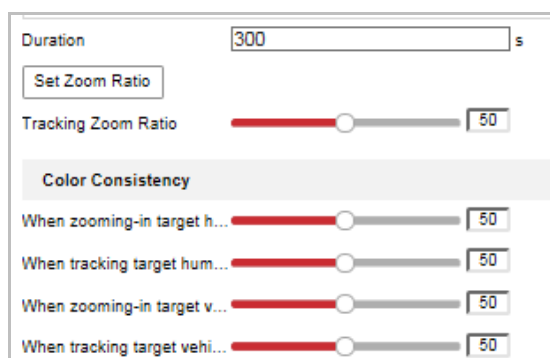 Duration 300 s
Set Zoom Ratio
Tracking Zoom Ratio 50
Color Consistency
When zooming-in target h... 50
When tracking target hum... 50
When zooming-in target v... 50
When tracking target vehi... 50